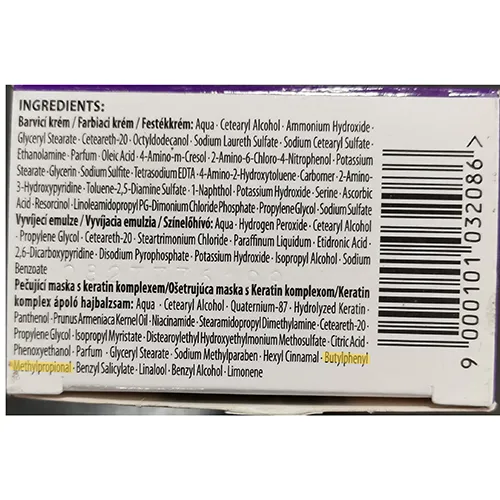 INGREDIENTS:
Barvicí krém / Farbiaci krém / Festékkrém: Aqua · Cetearyl Alcohol · Ammonium Hydroxide ·
Glyceryl Stearate · Ceteareth-20 · Octyldodecanol · Sodium Laureth Sulfate · Sodium Cetearyl Sulfate ·
Ethanolamine · Parfum · Oleic Acid · 4-Amino-m-Cresol · 2-Amino-6-Chloro-4-Nitrophenol · Potassium
Stearate · Glycerin · Sodium Sulfite · Tetrasodium EDTA · 4-Amino-2-Hydroxytoluene · Carbomer · 2-Amino-
3-Hydroxypyridine · Toluene-2,5-Diamine Sulfate · 1-Naphthol · Potassium Hydroxide · Serine · Ascorbic
Acid · Resorcinol · Linoleamidopropyl PG-Dimonium Chloride Phosphate · Propylene Glycol · Sodium Sulfate
Vyvíjecí emulze / Vyvíjacia emulzia / Színelőhívó: Aqua · Hydrogen Peroxide · Cetearyl Alcohol
· Propylene Glycol · Ceteareth-20 · Steartrimonium Chloride · Paraffinum Liquidum · Etidronic Acid ·
2,6-Dicarboxypyridine · Disodium Pyrophosphate · Potassium Hydroxide · Isopropyl Alcohol · Sodium
Benzoate
Pečující maska s keratin komplexem/Ošetrujúca maska s Keratin komplexom/Keratin
komplex ápoló hajbalzsam: Aqua · Cetearyl Alcohol · Quaternium-87 · Hydrolyzed Keratin ·
Panthenol · Prunus Armeniaca Kernel Oil · Niacinamide · Stearamidopropyl Dimethylamine · Ceteareth-20 ·
Propylene Glycol · Isopropyl Myristate · Distearoylethyl Hydroxyethylmonium Methosulfate · Citric Acid ·
Phenoxyethanol · Parfum · Glyceryl Stearate · Sodium Methylparaben · Hexyl Cinnamal · Butylphenyl
Methylpropional · Benzyl Salicylate · Linalool · Benzyl Alcohol · Limonene
9 000101 032086 >